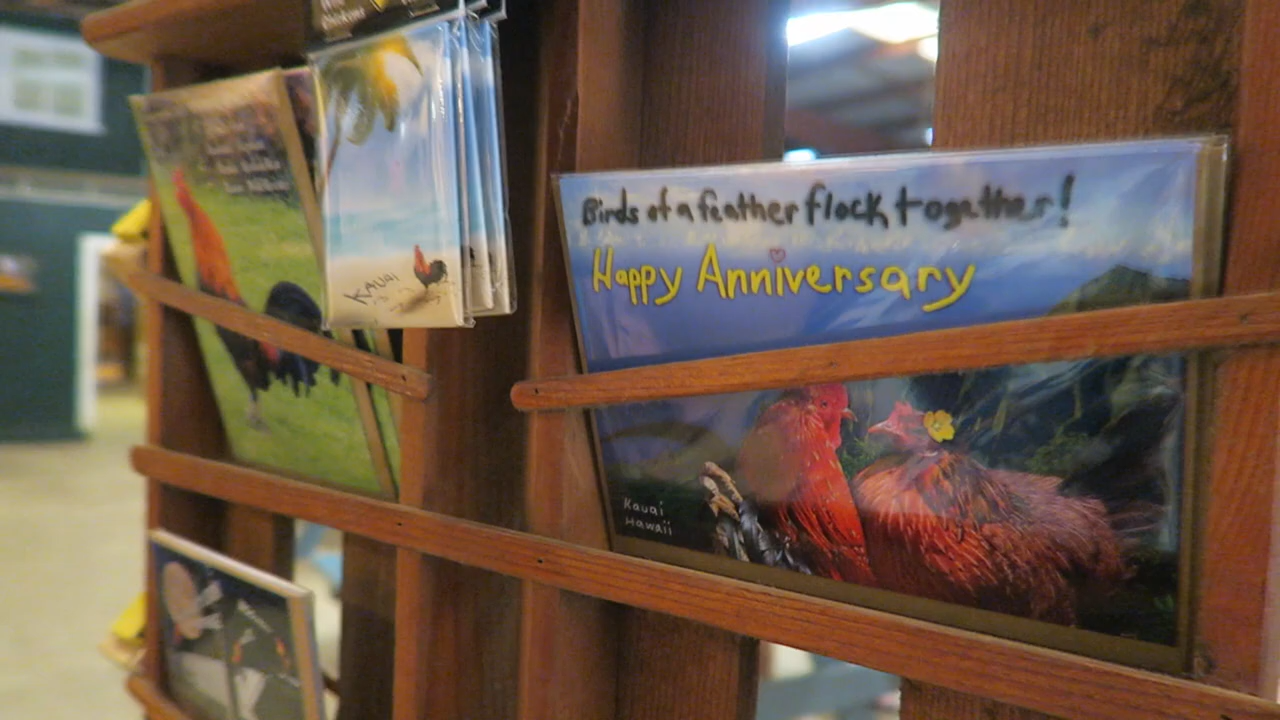 Birds of a feather flock together!
Happy Anniversary
Kauai
Hawaii
KAUAI